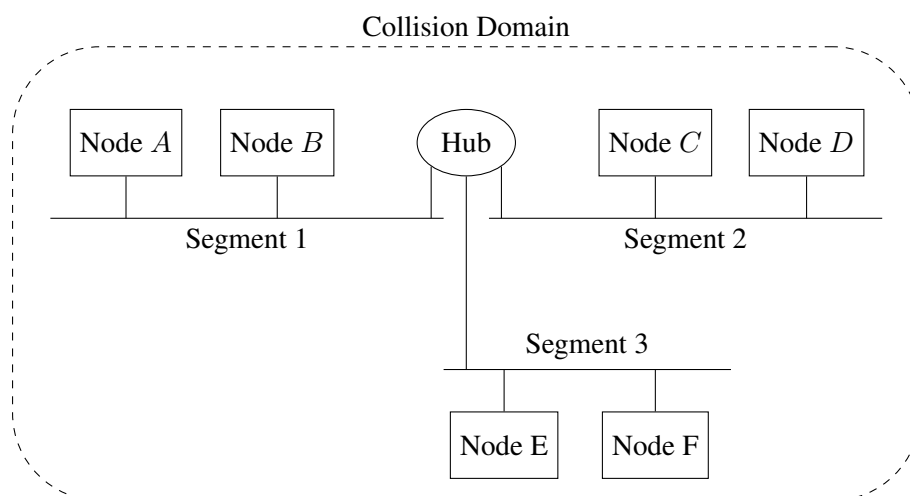 Collision Domain
Node A
Node B
Hub
Node C
Node D
Segment 1
Segment 2
Segment 3
Node E
Node F